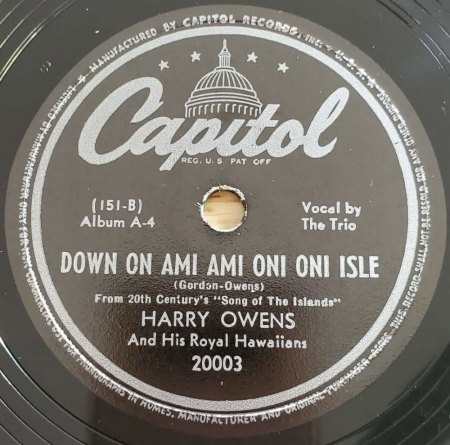 MANUFACTURED BY CAPITOL RECORDS, INC. U.S.A.
Capitol
REG. U.S. PAT OFF
(151-B)
Album A-4
Vocal by
The Trio
DOWN ON AMI AMI ONI ONI ISLE
(Gordon-Owens)
From 20th Century's "Song of The Islands"
HARRY OWENS
And His Royal Hawaiians
20003